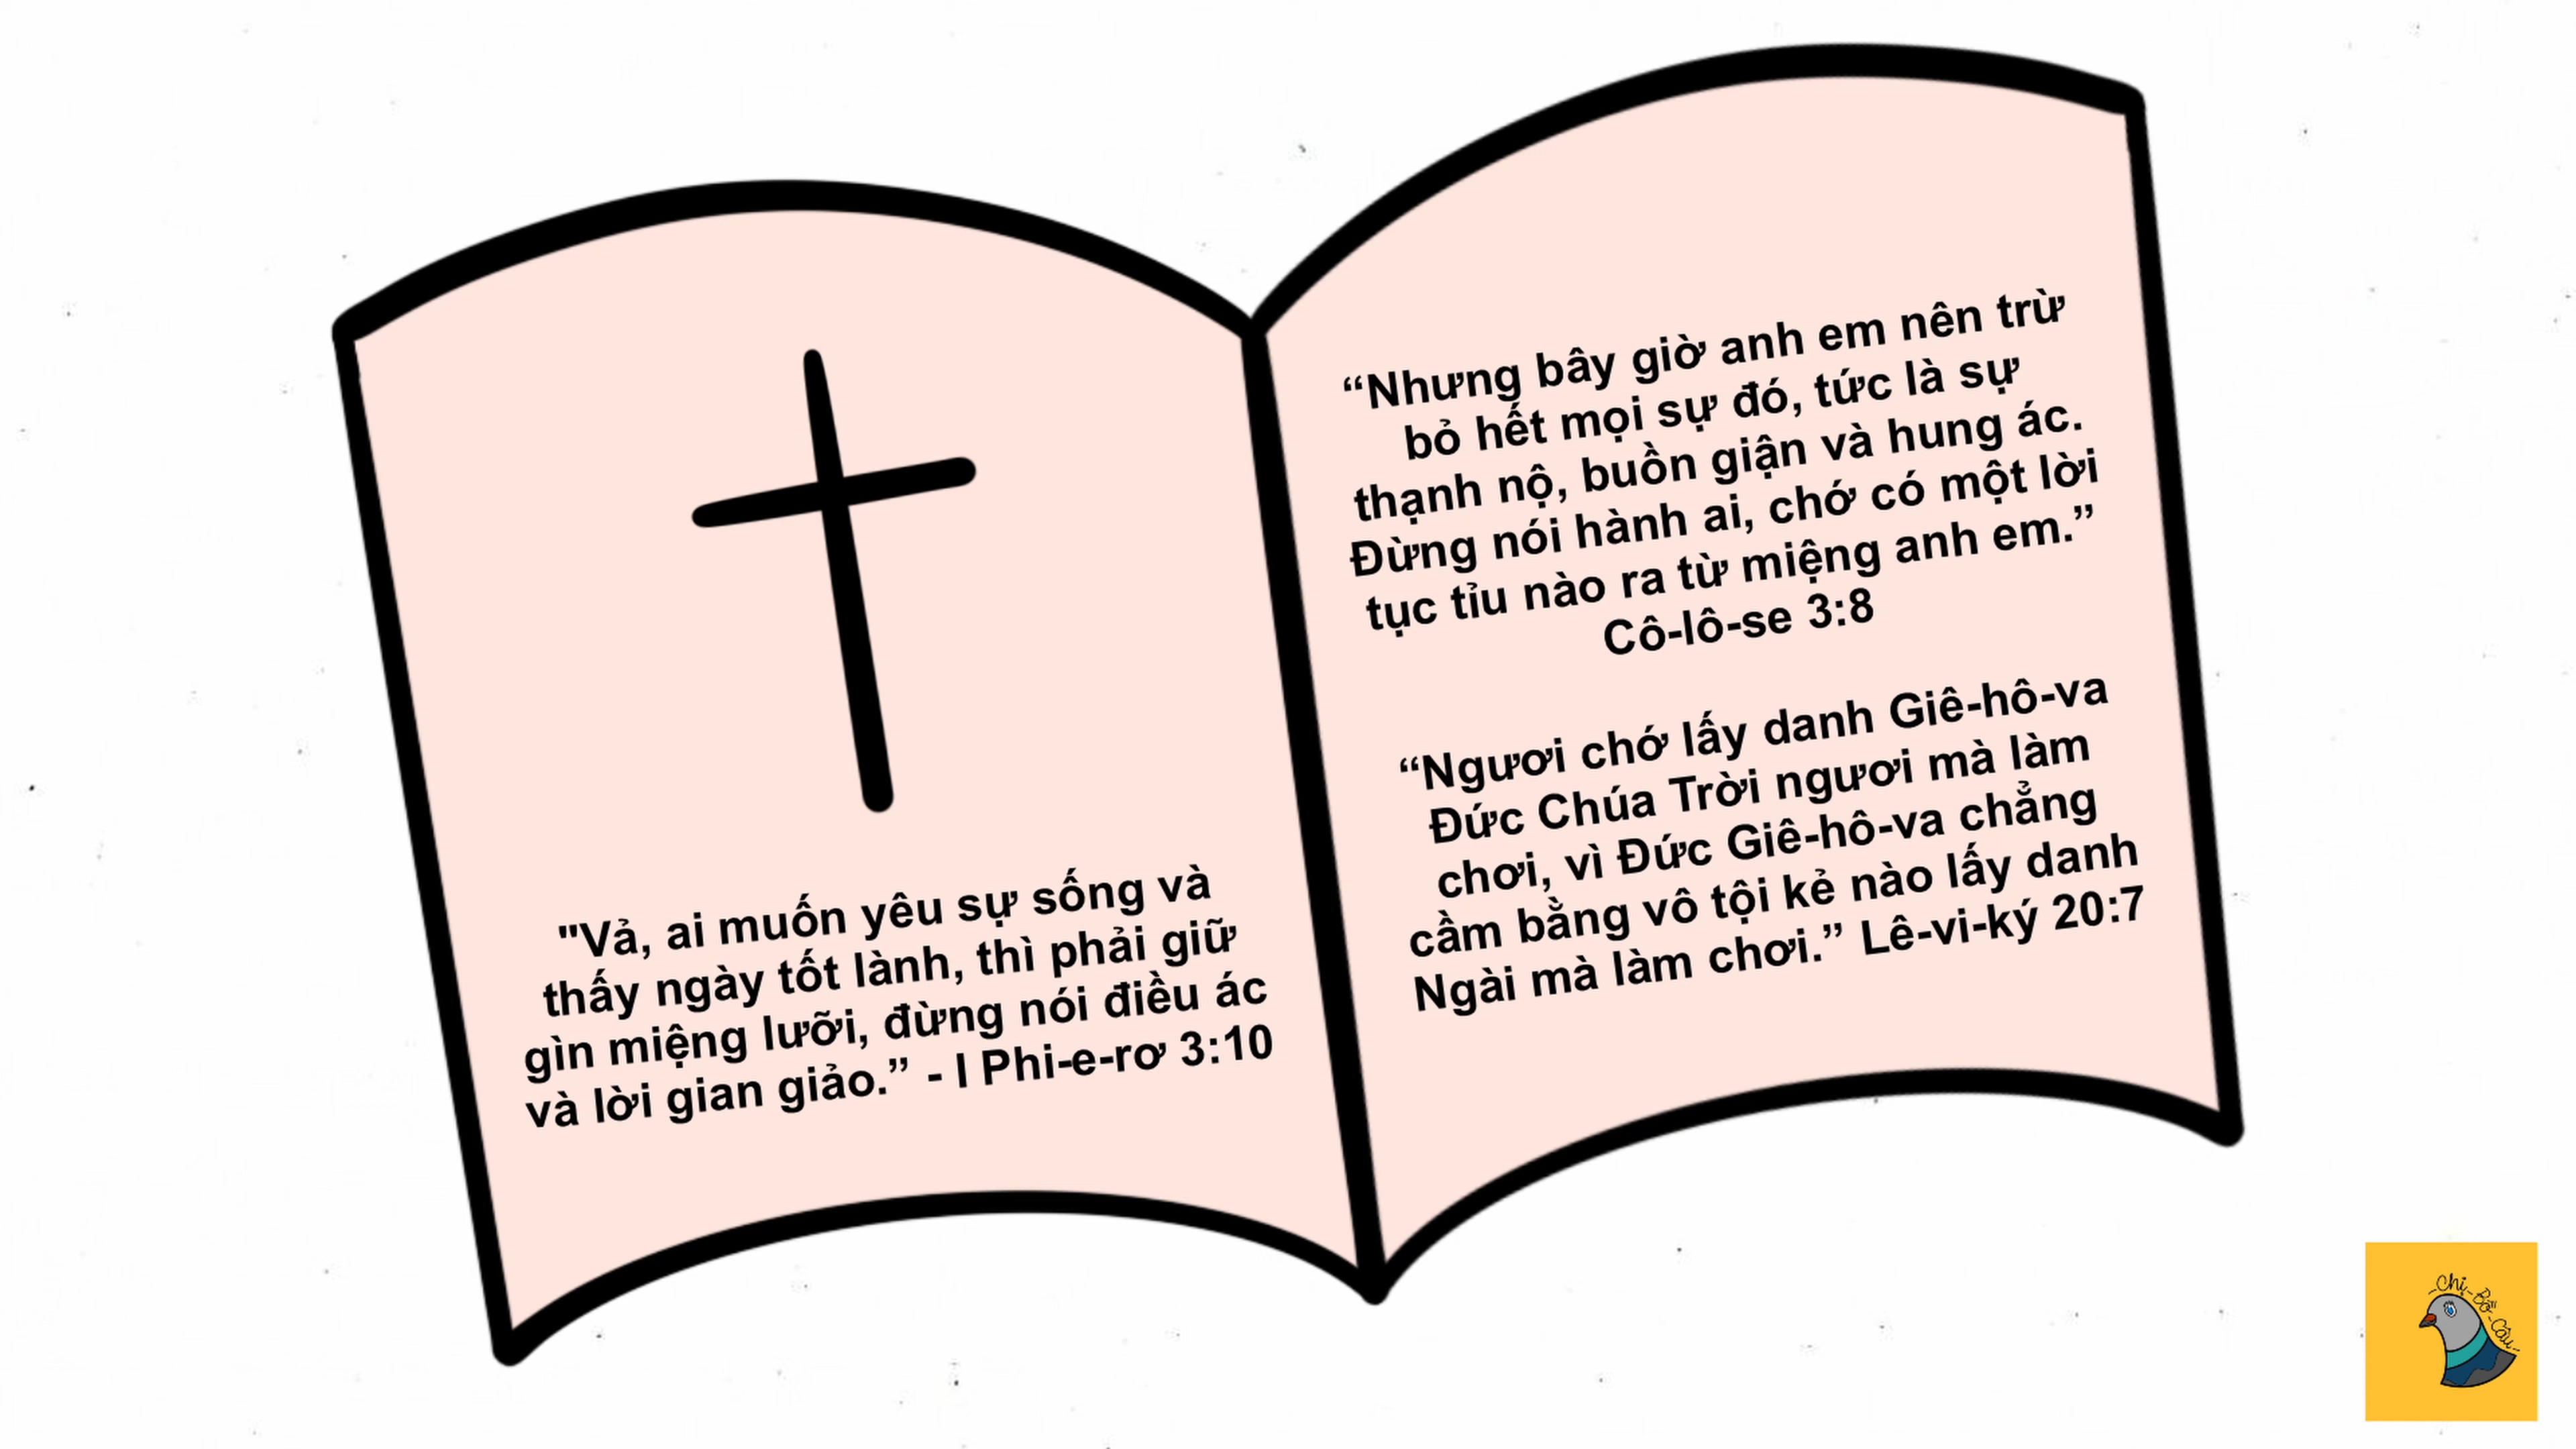 "Vả, ai muốn yêu sự sống và
thấy ngày tốt lành, thì phải giữ
gìn miệng lưỡi, đừng nói điều ác
và lời gian giảo.” - I Phi-e-rơ 3:10
“Nhưng bây giờ anh em nên trừ
bỏ hết mọi sự đó, tức là sự
thạnh nộ, buồn giận và hung ác.
Đừng nói hành ai, chớ có một lời
tục tỉu nào ra từ miệng anh em.”
Cô-lô-se 3:8
“Ngươi chớ lấy danh Giê-hô-va
Đức Chúa Trời ngươi mà làm
chơi, vì Đức Giê-hô-va chẳng
cầm bằng vô tội kẻ nào lấy danh
Ngài mà làm chơi.” Lê-vi-ký 20:7
-Chị-Bồ-Câu-